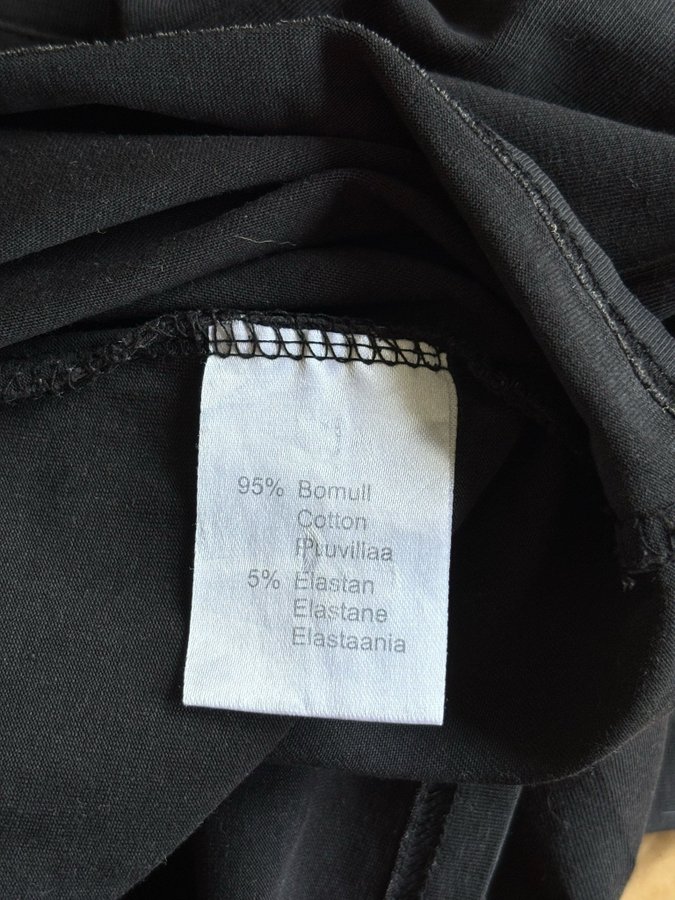 95% Bomull
Cotton
Puuvillaa
5% Elastan
Elastane
Elastaania